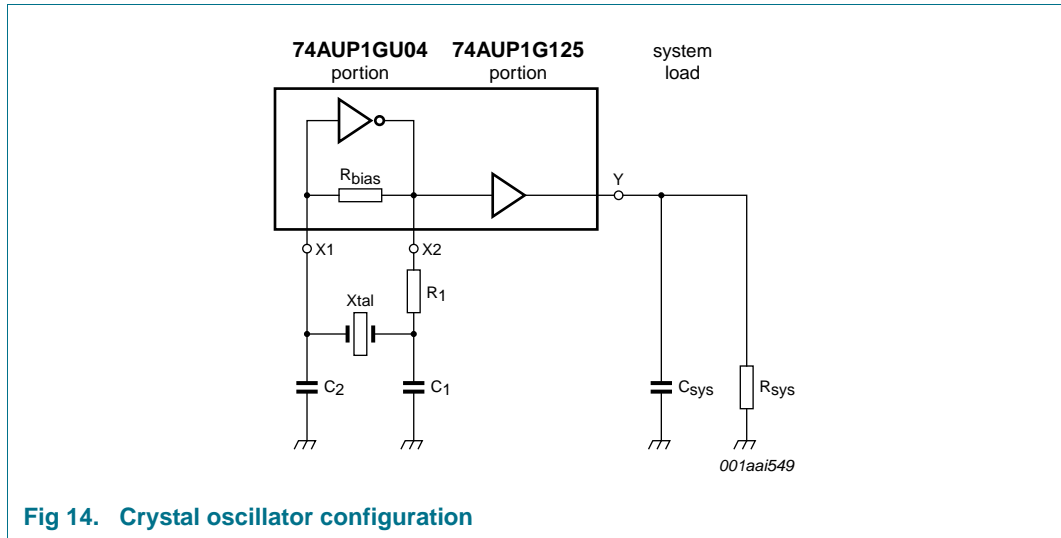 74AUP1GU04 74AUP1G125 system
portion portion load
Rbias
Y
X1 X2
R1
Xtal
C2 C1 Csys Rsys
001aai549
Fig 14. Crystal oscillator configuration